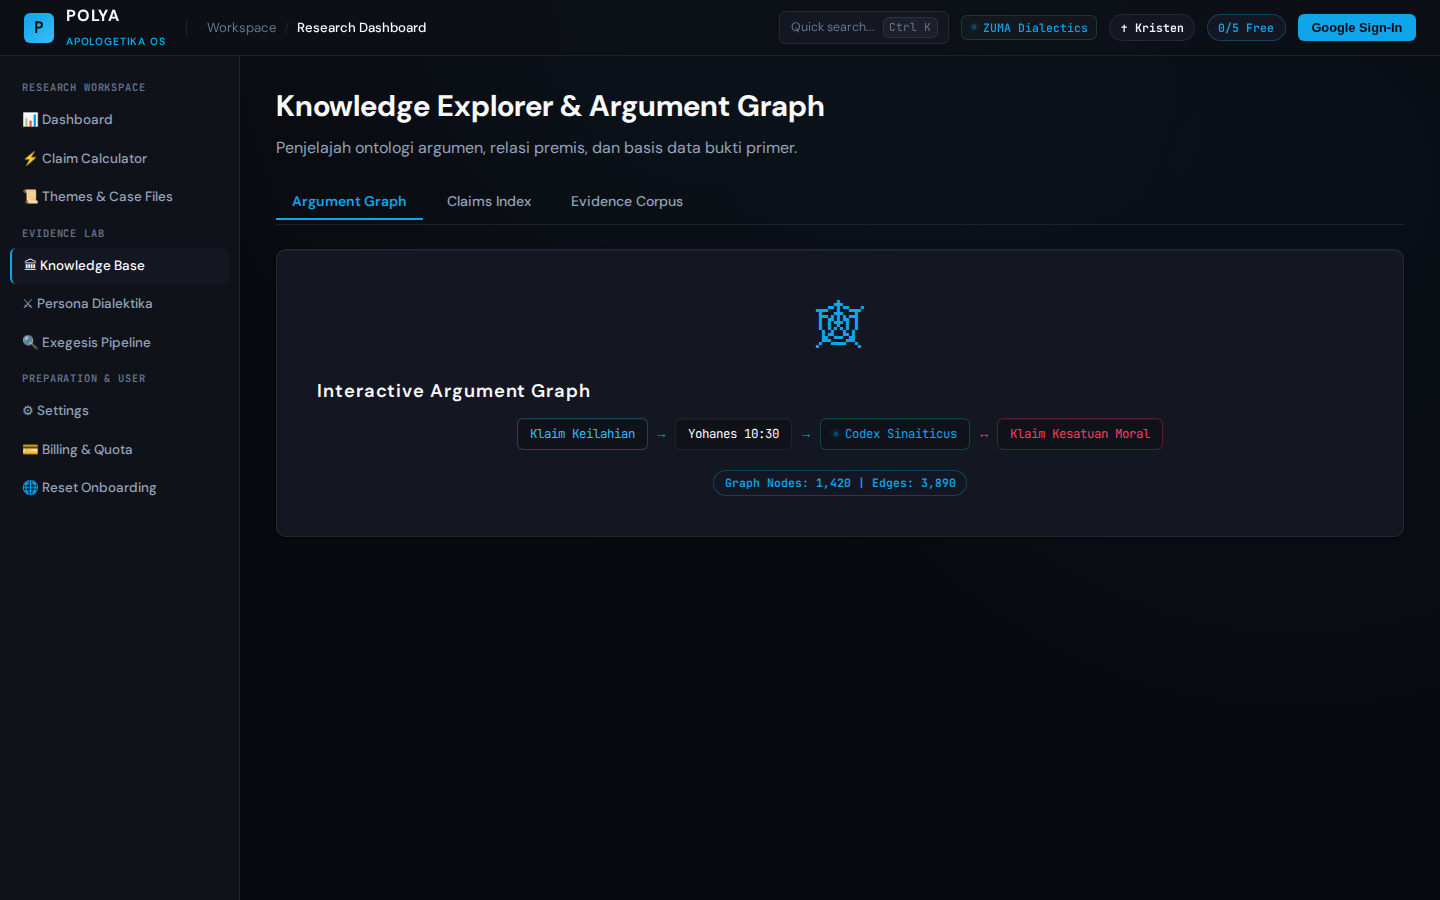 P
POLYA
APOLOGETIKA OS
Workspace / Research Dashboard
Quick search... Ctrl K
ZUMA Dialectics
✝ Kristen
0/5 Free
Google Sign-In
RESEARCH WORKSPACE
📊 Dashboard
⚡ Claim Calculator
📜 Themes & Case Files
EVIDENCE LAB
🏛 Knowledge Base
⚔ Persona Dialektika
🔍 Exegesis Pipeline
PREPARATION & USER
⚙ Settings
💳 Billing & Quota
🌐 Reset Onboarding
Knowledge Explorer & Argument Graph
Penjelajah ontologi argumen, relasi premis, dan basis data bukti primer.
Argument Graph Claims Index Evidence Corpus
Interactive Argument Graph
Klaim Keilahian → Yohanes 10:30 → Codex Sinaiticus ↔ Klaim Kesatuan Moral
Graph Nodes: 1,420 | Edges: 3,890